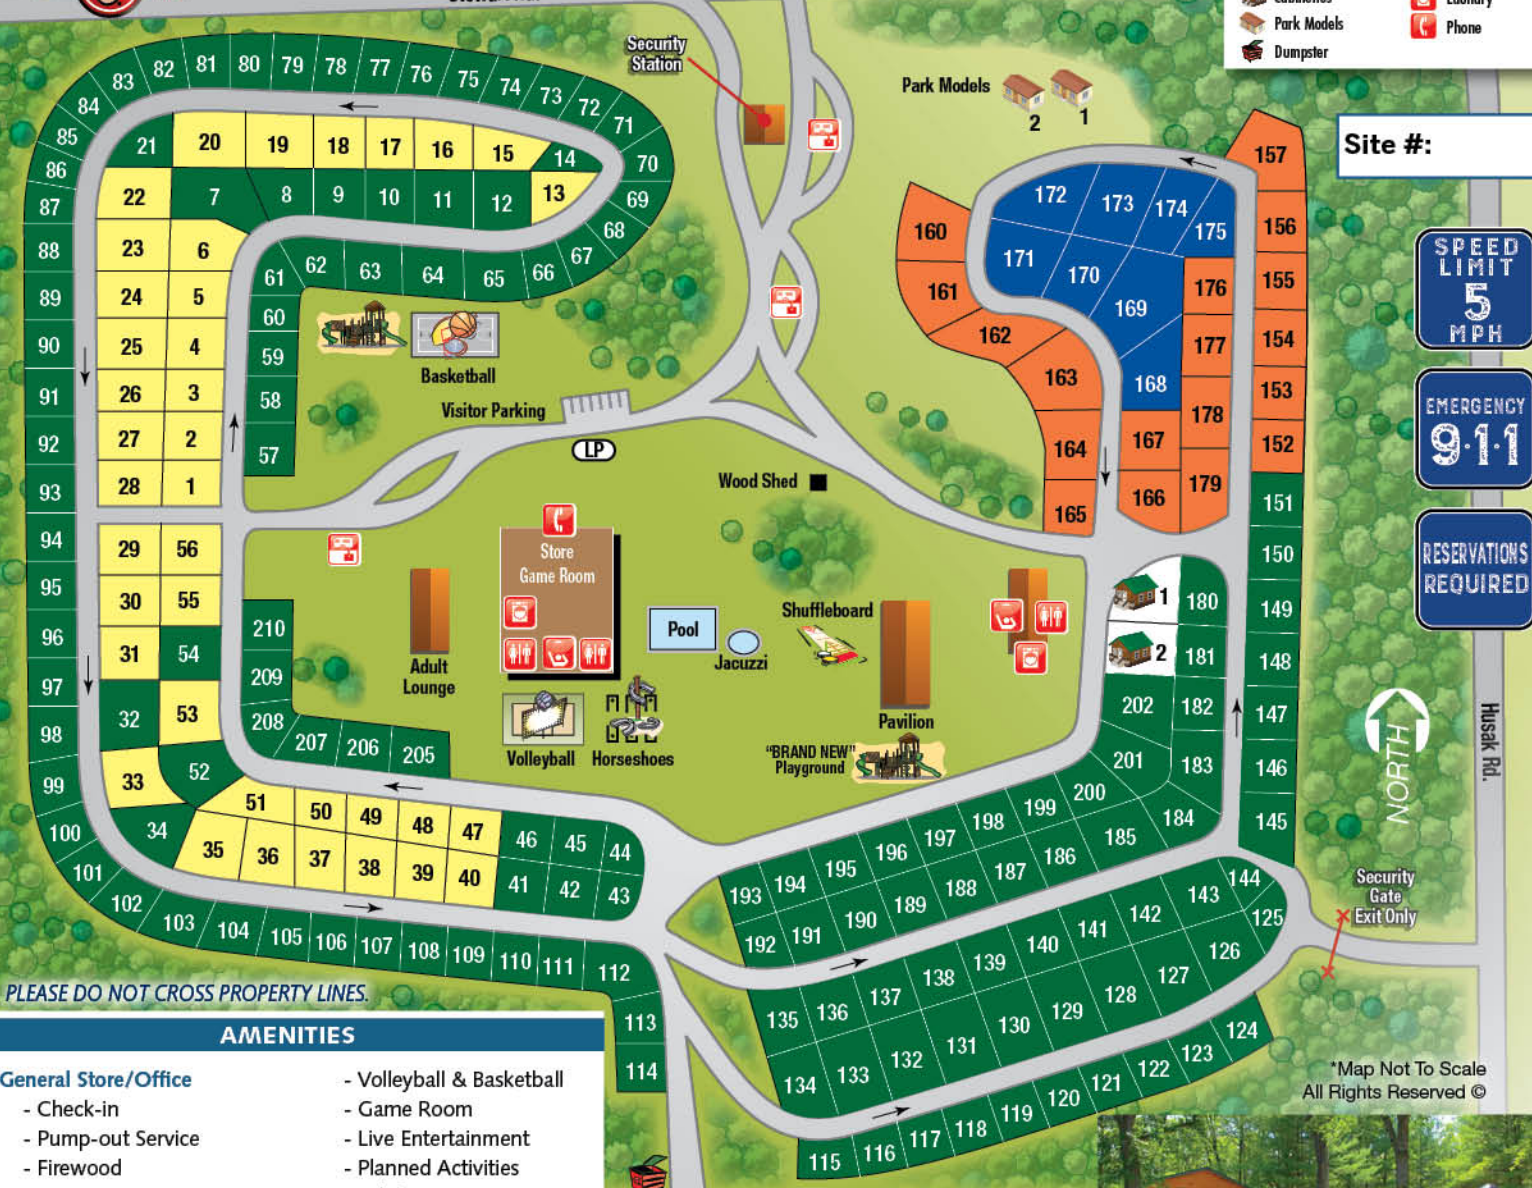 Park Models
Phone
Dumpster
Security
Station
Park Models
2
1
Site #:
81 80 79 78 77 76 75 74 73 72 71 70 69 68 67 66 65 64 63 62 61 60 59 58 57
82 83 84 85 86 87 88 89 90 91 92 93 94 95 96 97 98 99 100 101
21 20 19 18 17 16 15 14
22 7 8 9 10 11 12 13
23 6
24 5
25 4
26 3
27 2
28 1
29 56
30 55
31 54
32 53
33 52
34 51 50 49 48 47 46 45 44
35 36 37 38 39 40 41 42 43
102 103 104 105 106 107 108 109 110 111 112
113
114
210
209
208 207 206 205
Basketball
Visitor Parking
LP
Wood Shed
Store
Game Room
Adult
Lounge
Pool
Jacuzzi
Shuffleboard
Pavilion
Volleyball
Horseshoes
"BRAND NEW"
Playground
172 173 174 175
171 170 169 168
160 161 162 163 164 165
176 177 178 179
167 166
157 156 155 154 153 152
151 150 149 148 147 146 145
1 180
2 181
202 182
201 183
193 194 195 196 197 198 199 200
192 191 190 189 188 187 186 185 184
135 136 137 138 139 140 141 142 143 144
134 133 132 131 130 129 128 127 126 125
115 116 117 118 119 120 121 122 123 124
SPEED
LIMIT
5
MPH
EMERGENCY
9·1·1
RESERVATIONS
REQUIRED
NORTH
Husak Rd.
Security
Gate
Exit Only
*Map Not To Scale
All Rights Reserved ©
PLEASE DO NOT CROSS PROPERTY LINES.
AMENITIES
General Store/Office
- Check-in
- Pump-out Service
- Firewood
- Volleyball & Basketball
- Game Room
- Live Entertainment
- Planned Activities